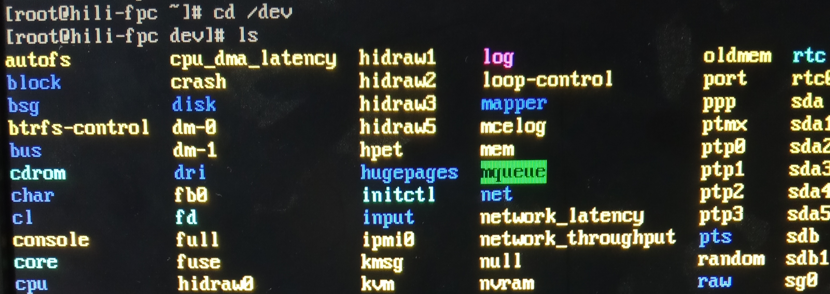 [root@hili-fpc ~]# cd /dev
[root@hili-fpc dev]# ls
autofs cpu_dma_latency hidraw1 log oldmem rtc
block crash hidraw2 loop-control port rtc0
bsg disk hidraw3 mapper ppp sda
btrfs-control dm-0 hidraw5 mcelog ptmx sda1
bus dm-1 hpet mem ptp0 sda2
cdrom dri hugepages mqueue ptp1 sda3
char fb0 initctl net ptp2 sda4
cl fd input network_latency ptp3 sda5
console full ipmi0 network_throughput pts sdb
core fuse kmsg null random sdb1
cpu hidraw0 kvm nvram raw sg0